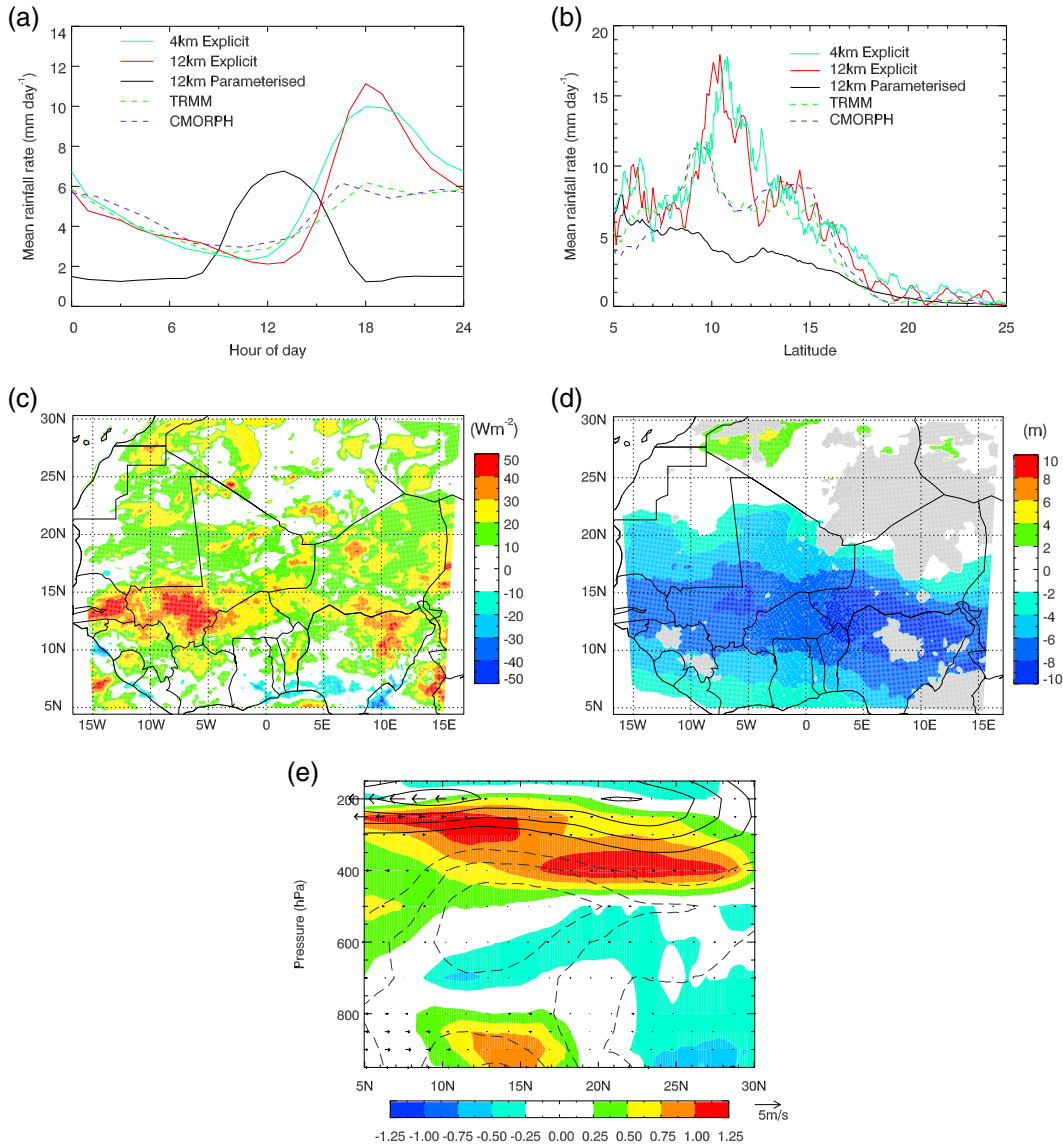 (a)
14
12
10
8
6
4
2
0
Mean rainfall rate (mm day-1)
4km Explicit
12km Explicit
12km Parameterised
TRMM
CMORPH
0 6 12 18 24
Hour of day
(b)
20
15
10
5
0
Mean rainfall rate (mm day-1)
4km Explicit
12km Explicit
12km Parameterised
TRMM
CMORPH
5 10 15 20 25
Latitude
(c)
30N
25N
20N
15N
10N
5N
15W 10W 5W 0 5E 10E 15E
(Wm-2)
50
40
30
20
10
0
-10
-20
-30
-40
-50
(d)
30N
25N
20N
15N
10N
5N
15W 10W 5W 0 5E 10E 15E
(m)
10
8
6
4
2
0
-2
-4
-6
-8
-10
(e)
200
400
600
800
Pressure (hPa)
5N 10N 15N 20N 25N 30N
5m/s
-1.25 -1.00 -0.75 -0.50 -0.25 0.00 0.25 0.50 0.75 1.00 1.25